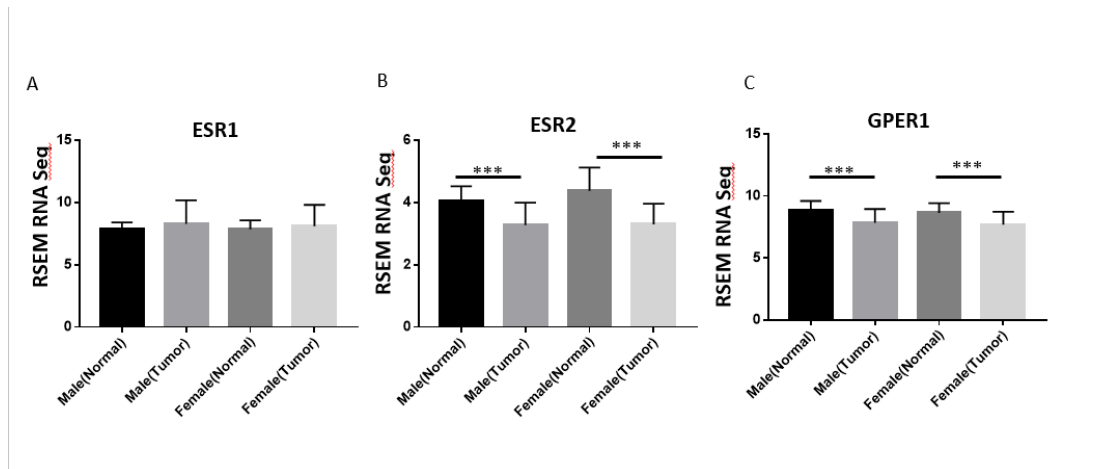 A
ESR1
RSEM RNA Seq
15
10
5
0
Male(Normal)
Male(Tumor)
Female(Normal)
Female(Tumor)
B
ESR2
RSEM RNA Seq
6
4
2
0
***
***
Male(Normal)
Male(Tumor)
Female(Normal)
Female(Tumor)
C
GPER1
RSEM RNA Seq
15
10
5
0
***
***
Male(Normal)
Male(Tumor)
Female(Normal)
Female(Tumor)